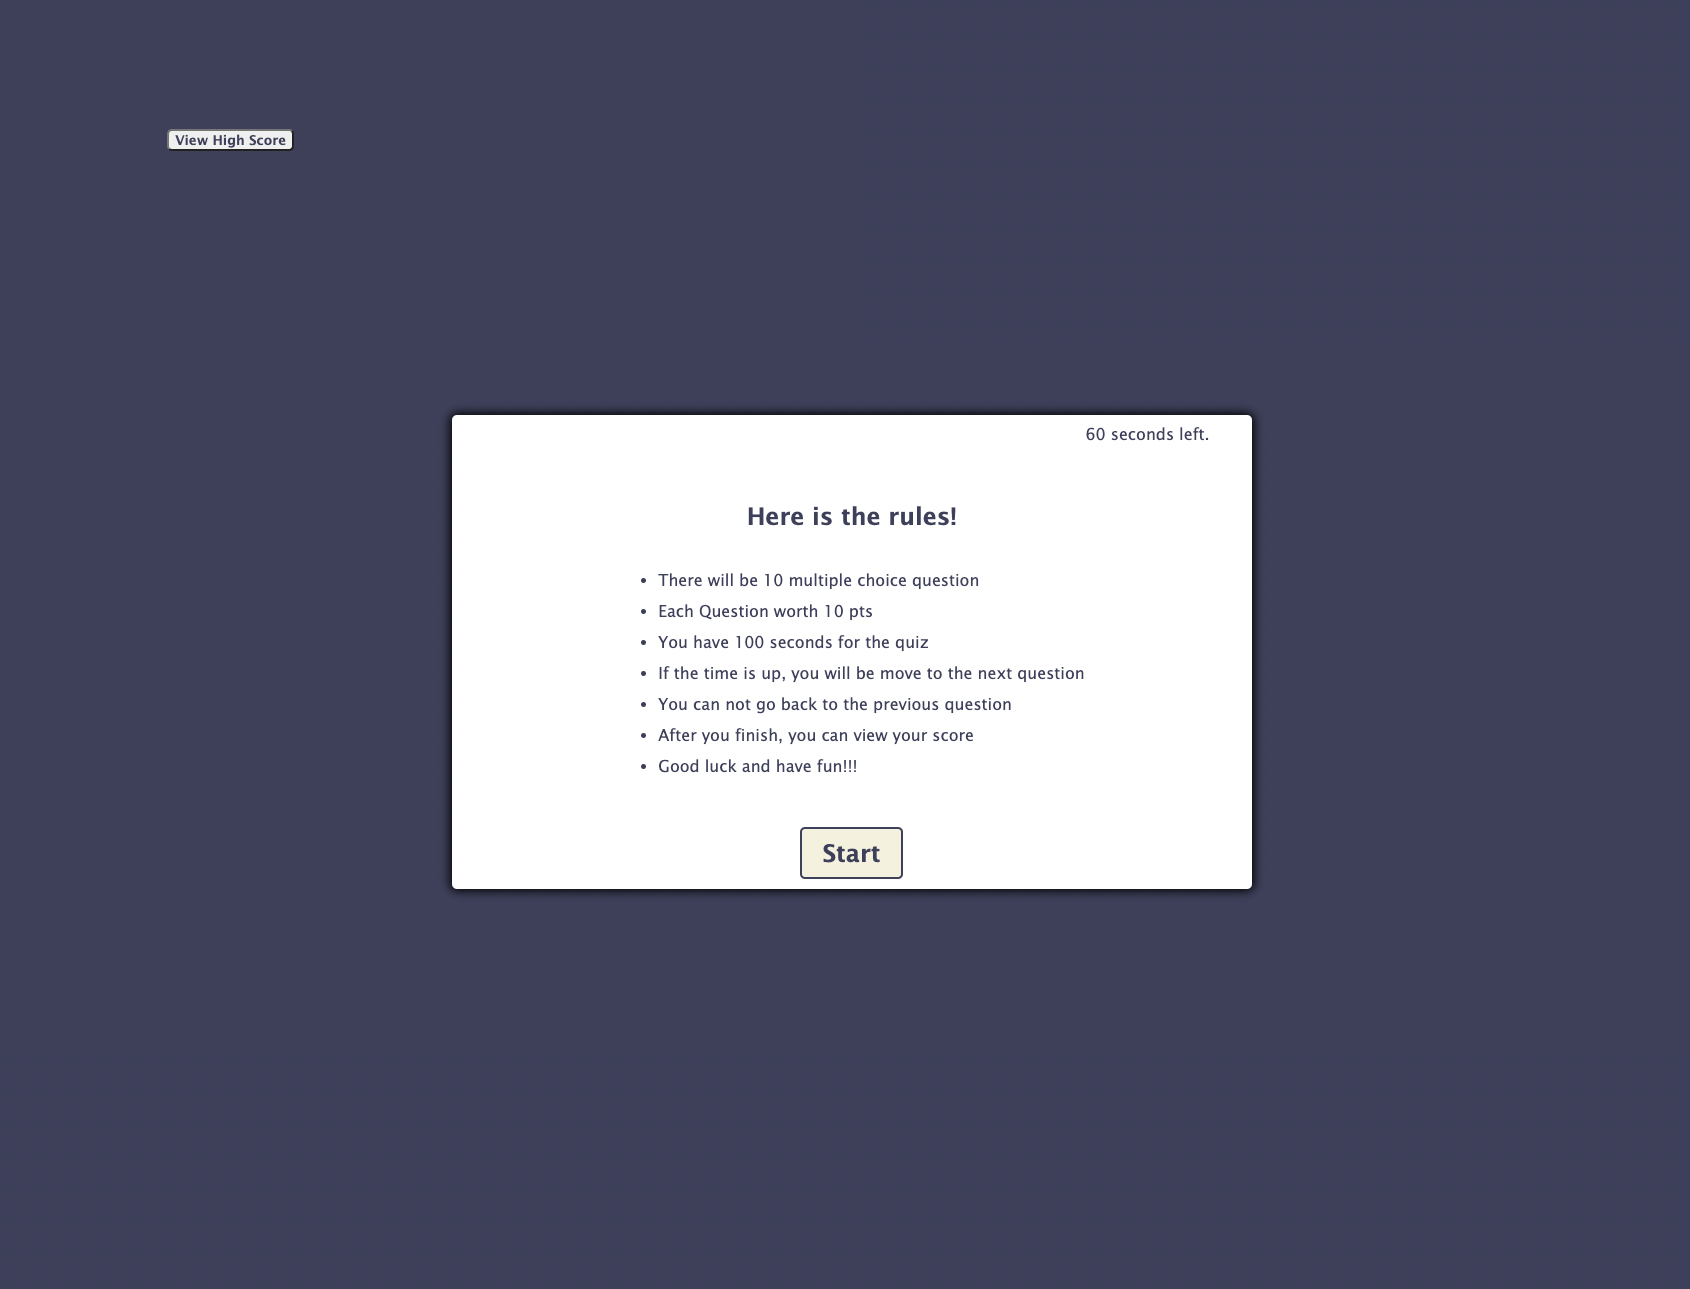 View High Score
60 seconds left.
Here is the rules!
• There will be 10 multiple choice question
• Each Question worth 10 pts
• You have 100 seconds for the quiz
• If the time is up, you will be move to the next question
• You can not go back to the previous question
• After you finish, you can view your score
• Good luck and have fun!!!
Start